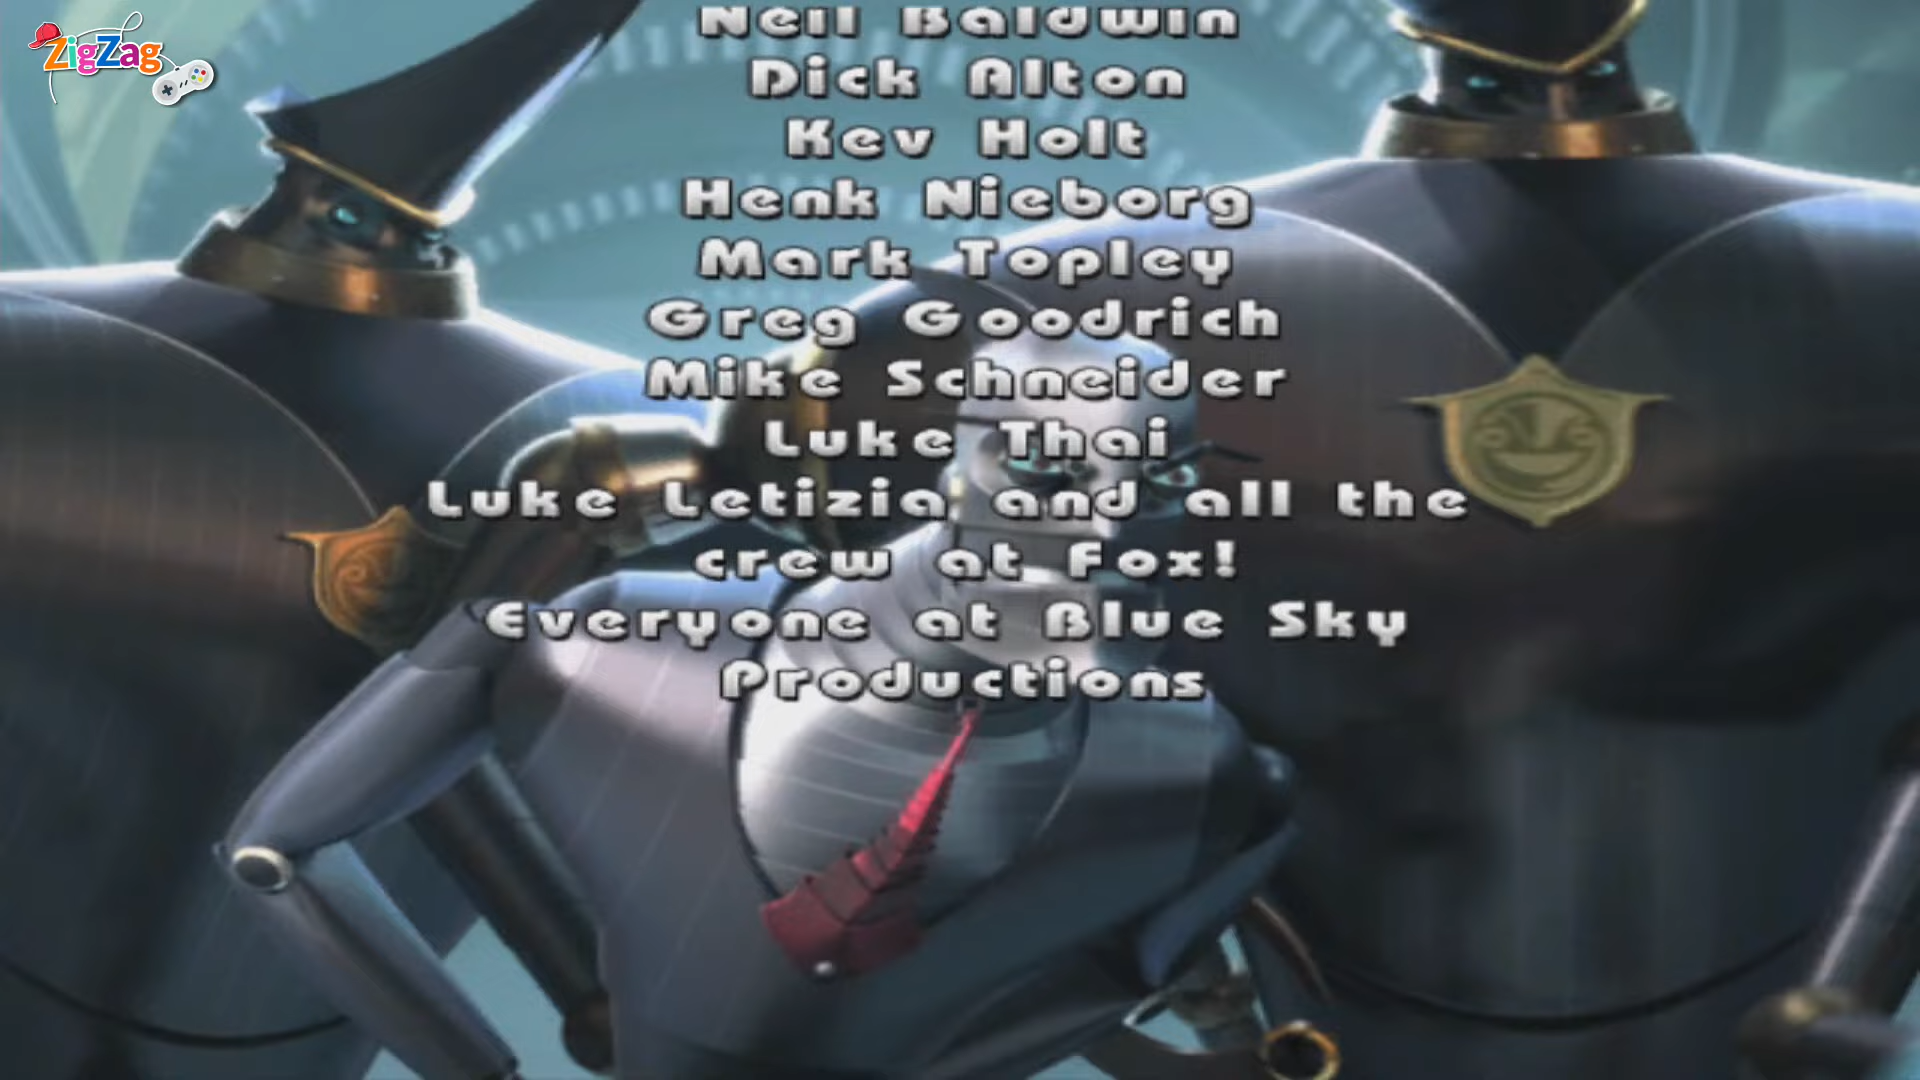 ZigZag
Neil Baldwin
Dick Alton
Kev Holt
Henk Nieborg
Mark Topley
Greg Goodrich
Mike Schneider
Luke Thai
Luke Letizia and all the
crew at Fox!
Everyone at Blue Sky
Productions